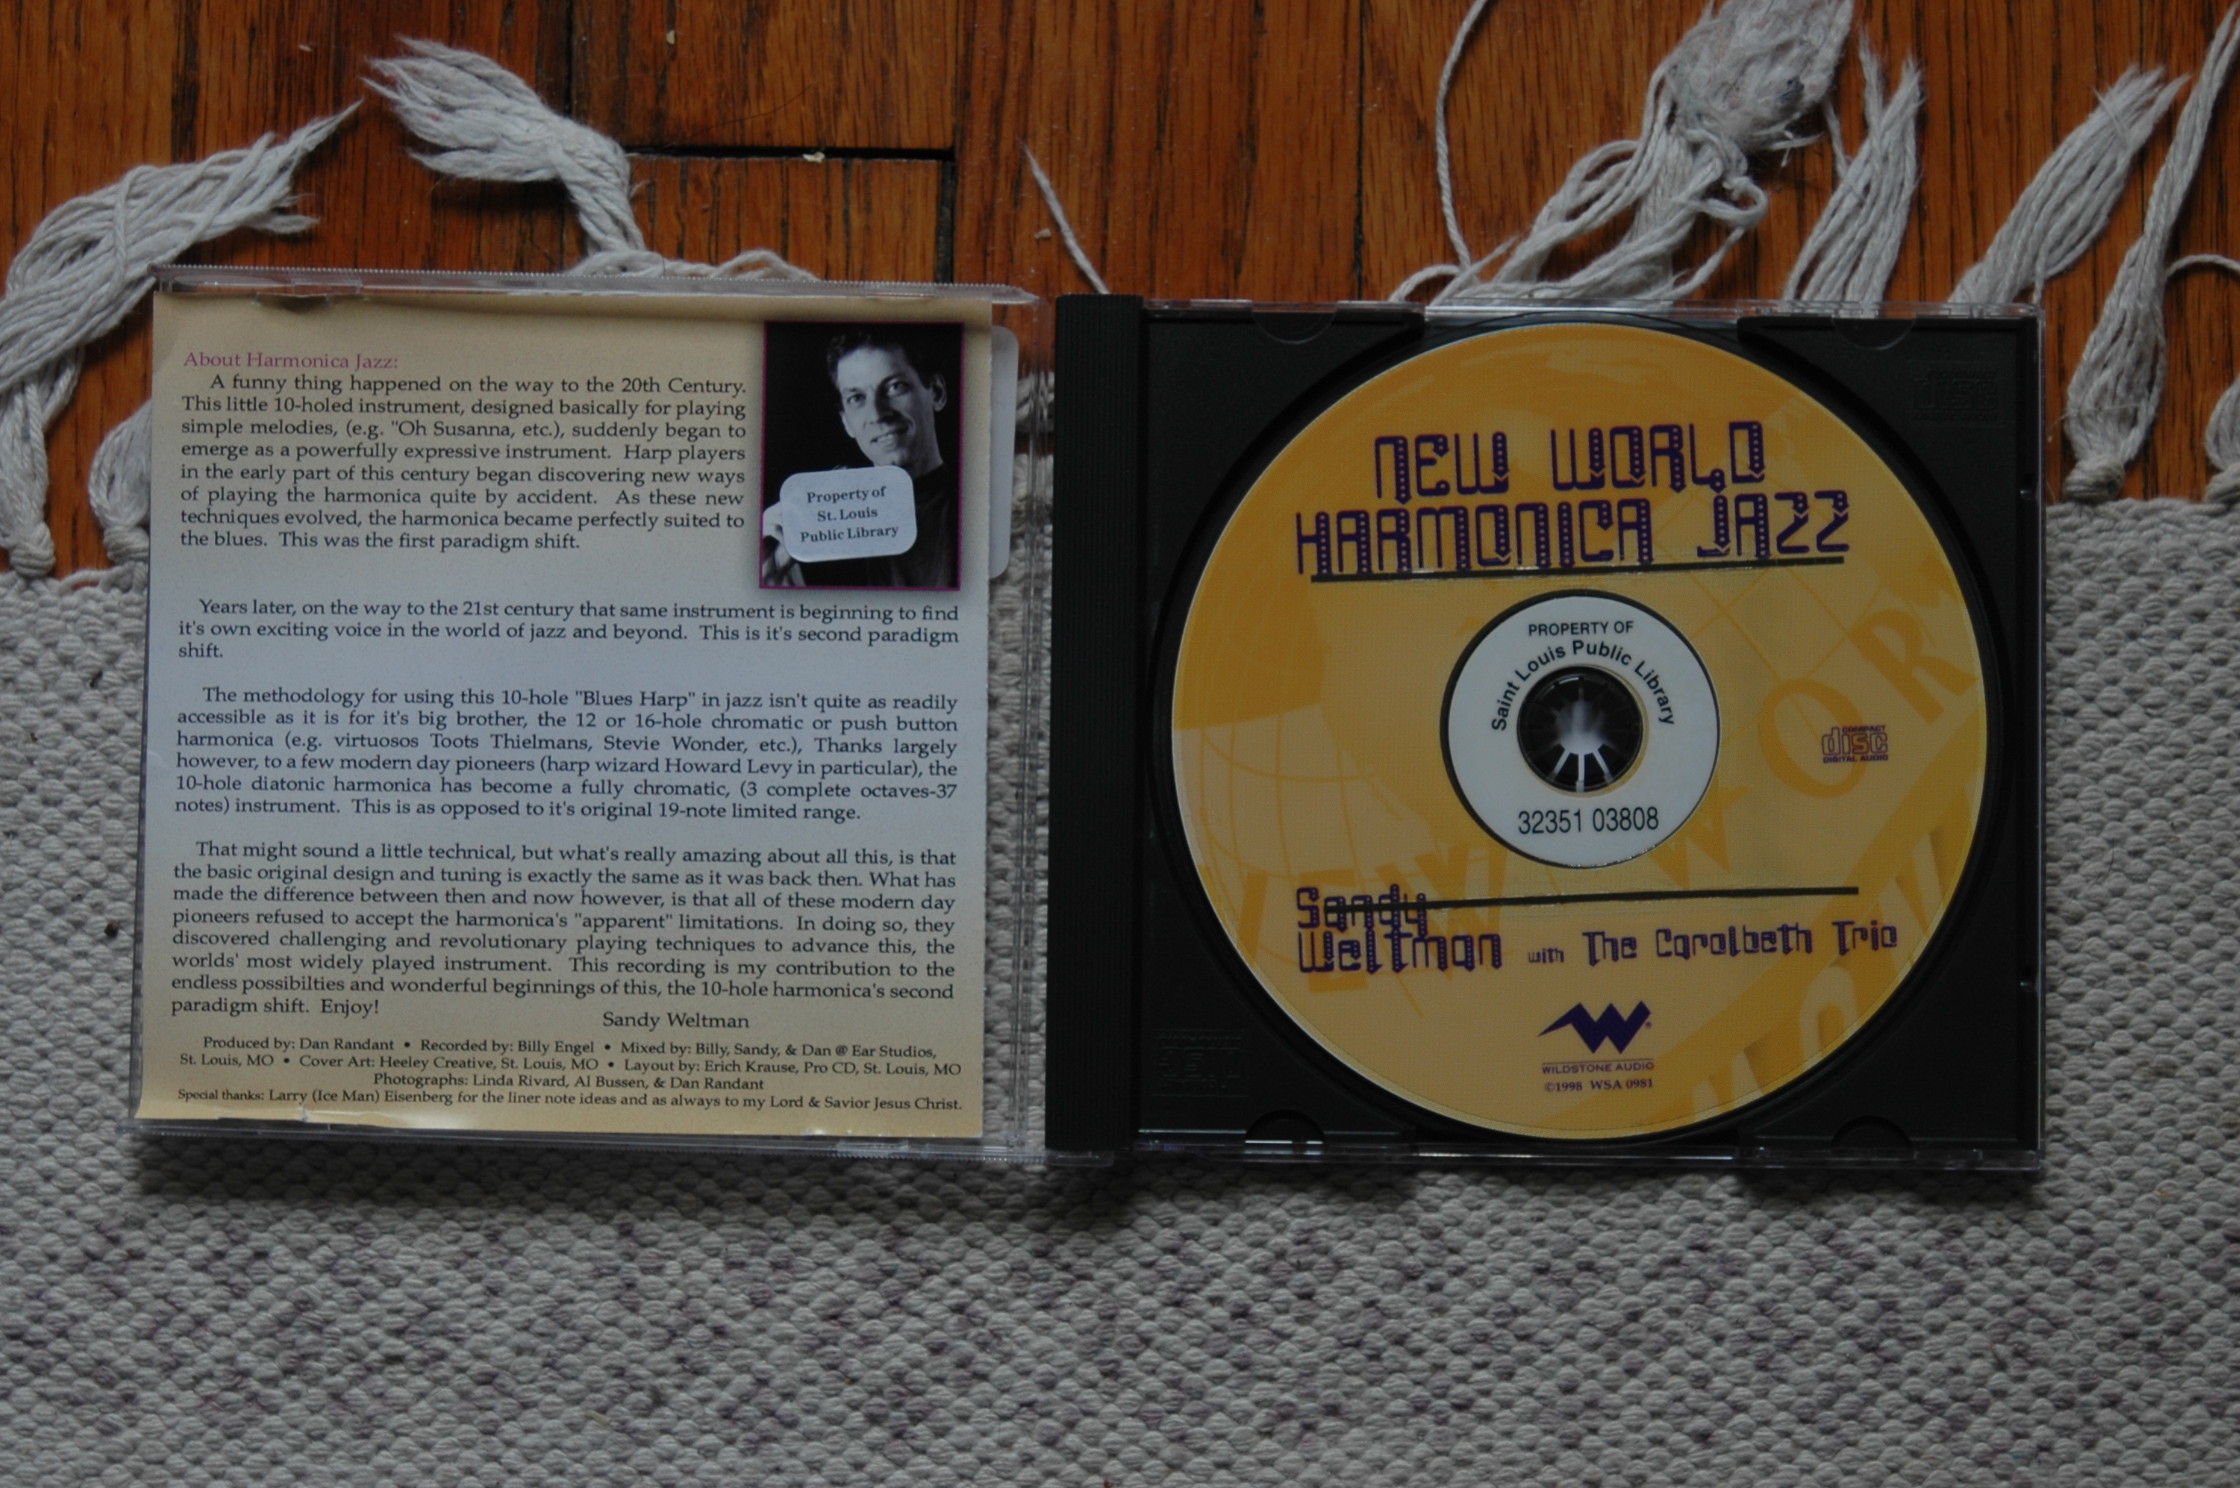 About Harmonica Jazz:
A funny thing happened on the way to the 20th Century.
This little 10-holed instrument, designed basically for playing
simple melodies, (e.g. "Oh Susanna, etc.), suddenly began to
emerge as a powerfully expressive instrument. Harp players
in the early part of this century began discovering new ways
of playing the harmonica quite by accident. As these new
techniques evolved, the harmonica became perfectly suited to
the blues. This was the first paradigm shift.
Property of
St. Louis
Public Library
Years later, on the way to the 21st century that same instrument is beginning to find
it's own exciting voice in the world of jazz and beyond. This is it's second paradigm
shift.
The methodology for using this 10-hole "Blues Harp" in jazz isn't quite as readily
accessible as it is for it's big brother, the 12 or 16-hole chromatic or push button
harmonica (e.g. virtuosos Toots Thielmans, Stevie Wonder, etc.), Thanks largely
however, to a few modern day pioneers (harp wizard Howard Levy in particular), the
10-hole diatonic harmonica has become a fully chromatic, (3 complete octaves-37
notes) instrument. This is as opposed to it's original 19-note limited range.
That might sound a little technical, but what's really amazing about all this, is that
the basic original design and tuning is exactly the same as it was back then. What has
made the difference between then and now however, is that all of these modern day
pioneers refused to accept the harmonica's "apparent" limitations. In doing so, they
discovered challenging and revolutionary playing techniques to advance this, the
worlds' most widely played instrument. This recording is my contribution to the
endless possibilties and wonderful beginnings of this, the 10-hole harmonica's second
paradigm shift. Enjoy!
Sandy Weltman
Produced by: Dan Randant • Recorded by: Billy Engel • Mixed by: Billy, Sandy, & Dan @ Ear Studios,
St. Louis, MO • Cover Art: Heeley Creative, St. Louis, MO • Layout by: Erich Krause, Pro CD, St. Louis, MO
Photographs: Linda Rivard, Al Bussen, & Dan Randant
Special thanks: Larry (Ice Man) Eisenberg for the liner note ideas and as always to my Lord & Savior Jesus Christ.
NEW WORLD
HARMONICA JAZZ
PROPERTY OF
Saint Louis Public Library
32351 03808
COMPACT
disc
DIGITAL AUDIO
Sandy
Weltman with The Carolbeth Trio
W
WILDSTONE AUDIO
©1998 WSA 0981